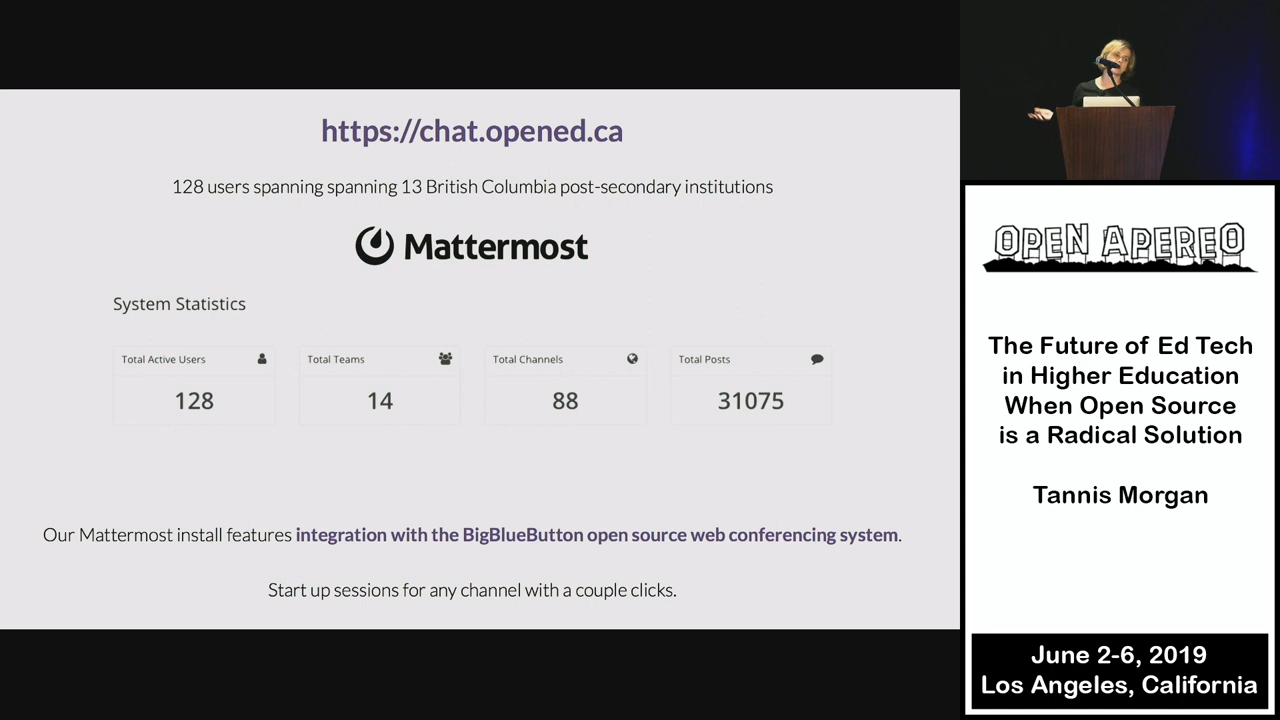 https://chat.opened.ca
128 users spanning spanning 13 British Columbia post-secondary institutions
Mattermost
System Statistics
Total Active Users
128
Total Teams
14
Total Channels
88
Total Posts
31075
Our Mattermost install features integration with the BigBlueButton open source web conferencing system.
Start up sessions for any channel with a couple clicks.
OPEN APEREO
The Future of Ed Tech
in Higher Education
When Open Source
is a Radical Solution
Tannis Morgan
June 2-6, 2019
Los Angeles, California